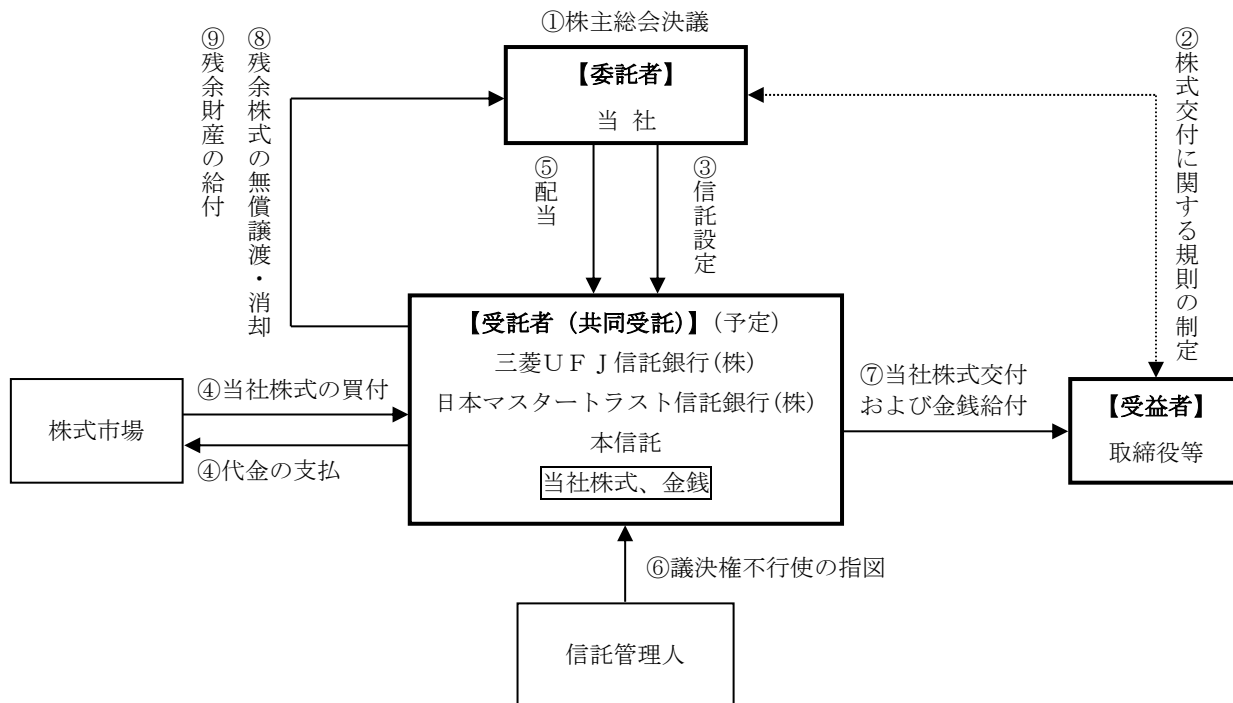 ①株主総会決議
【委託者】
当 社
⑨残余財産の給付
⑧残余株式の無償譲渡・消却
⑤配当
③信託設定
②株式交付に関する規則の制定
【受託者（共同受託）】(予定)
三菱ＵＦＪ信託銀行(株)
日本マスタートラスト信託銀行(株)
本信託
当社株式、金銭
株式市場
④当社株式の買付
④代金の支払
⑦当社株式交付
および金銭給付
【受益者】
取締役等
⑥議決権不行使の指図
信託管理人